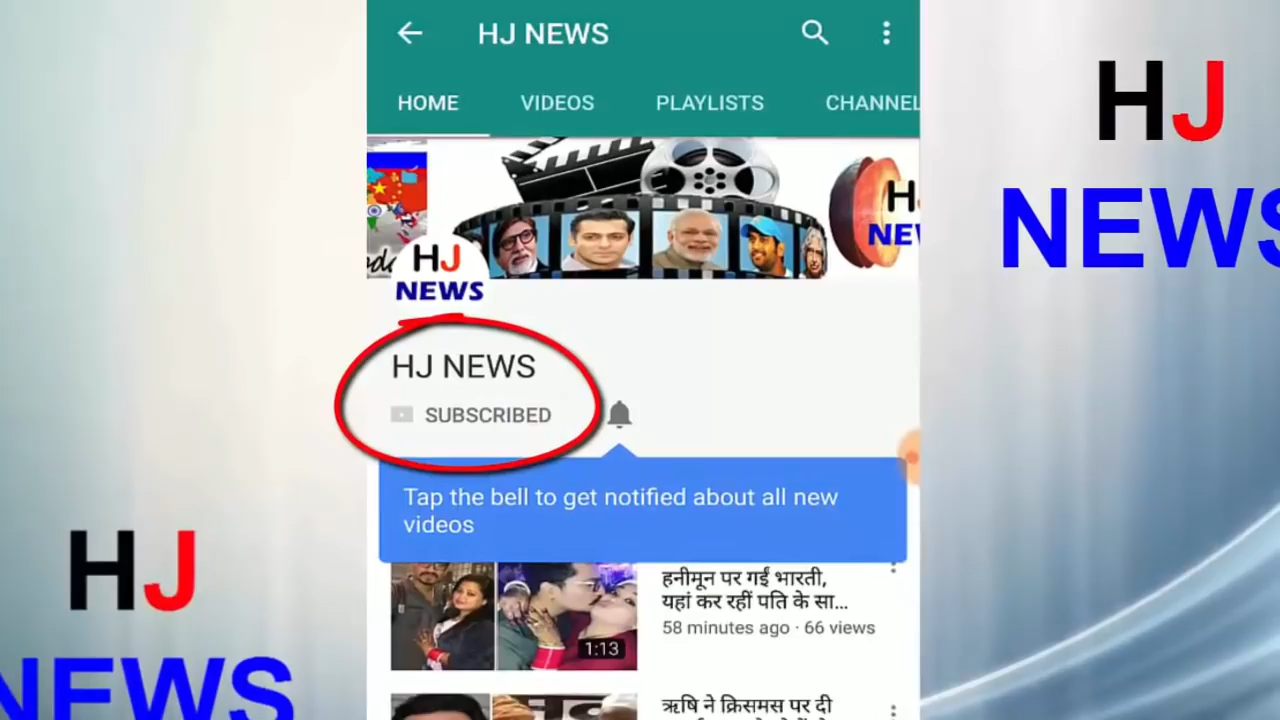 HJ NEWS
HOME VIDEOS PLAYLISTS CHANNEL
HJ
NEWS
HJ
NEWS
HJ NEWS
SUBSCRIBED
Tap the bell to get notified about all new
videos
हनीमून पर गईं भारती,
यहां कर रहीं पति के सा...
58 minutes ago · 66 views
1:13
ऋषि ने क्रिसमस पर दी
HJ
NEWS
HJ
NEWS